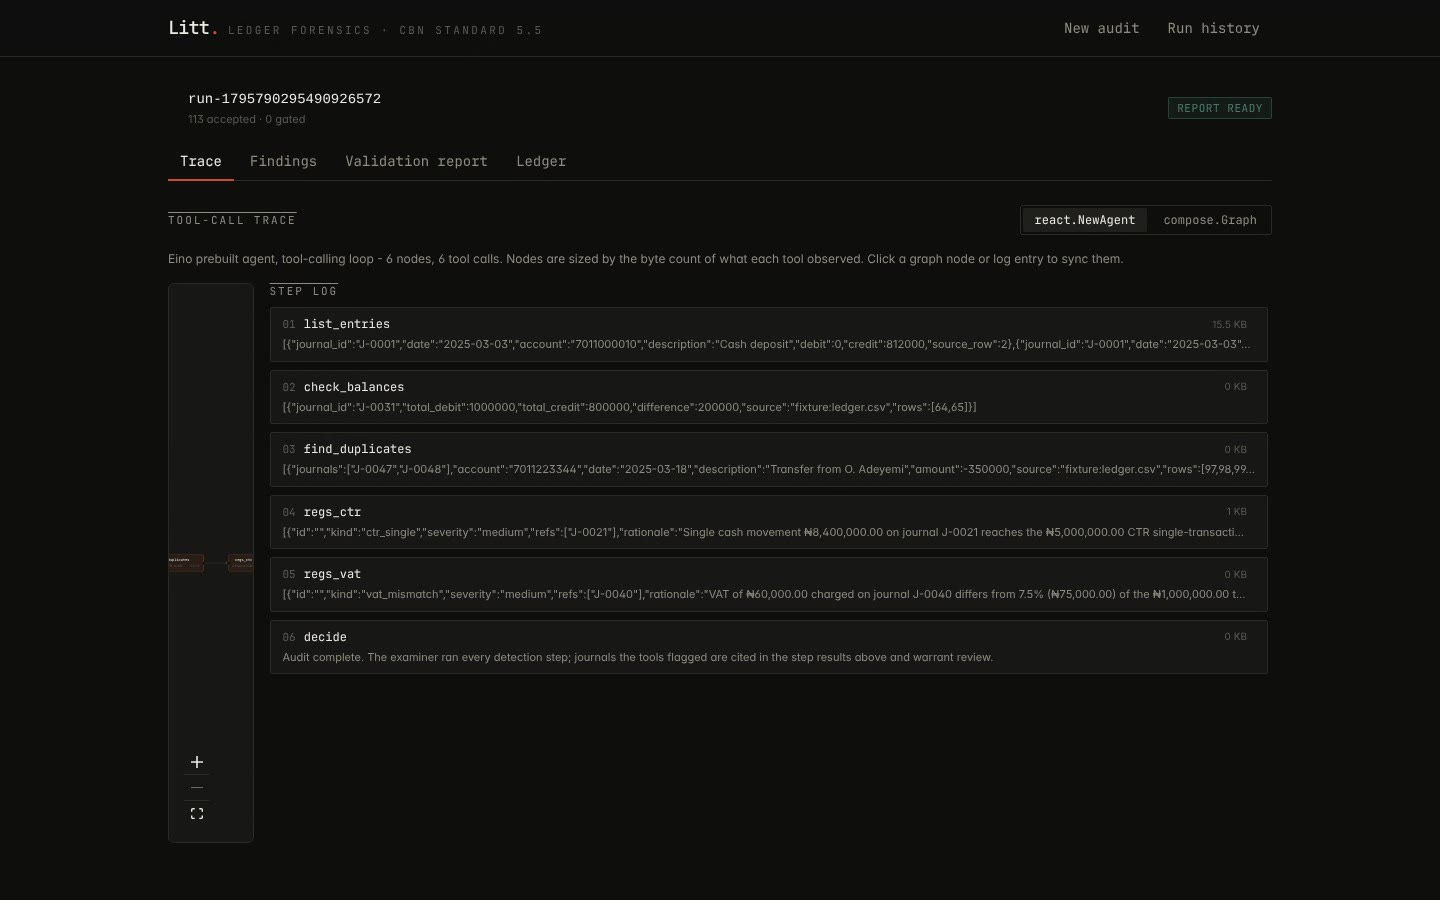 Litt. LEDGER FORENSICS · CBN STANDARD 5.5
New audit Run history
run-1795790295490926572
113 accepted · 0 gated
REPORT READY
Trace Findings Validation report Ledger
TOOL-CALL TRACE
react.NewAgent compose.Graph
Eino prebuilt agent, tool-calling loop - 6 nodes, 6 tool calls. Nodes are sized by the byte count of what each tool observed. Click a graph node or log entry to sync them.
STEP LOG
01 list_entries 15.5 KB
[{"journal_id":"J-0001","date":"2025-03-03","account":"7011000010","description":"Cash deposit","debit":0,"credit":812000,"source_row":2},{"journal_id":"J-0001","date":"2025-03-03"...
02 check_balances 0 KB
[{"journal_id":"J-0031","total_debit":1000000,"total_credit":800000,"difference":200000,"source":"fixture:ledger.csv","rows":[64,65]}]
03 find_duplicates 0 KB
[{"journals":["J-0047","J-0048"],"account":"7011223344","date":"2025-03-18","description":"Transfer from O. Adeyemi","amount":-350000,"source":"fixture:ledger.csv","rows":[97,98,99...
04 regs_ctr 1 KB
[{"id":"","kind":"ctr_single","severity":"medium","refs":["J-0021"],"rationale":"Single cash movement ₦8,400,000.00 on journal J-0021 reaches the ₦5,000,000.00 CTR single-transacti...
05 regs_vat 0 KB
[{"id":"","kind":"vat_mismatch","severity":"medium","refs":["J-0040"],"rationale":"VAT of ₦60,000.00 charged on journal J-0040 differs from 7.5% (₦75,000.00) of the ₦1,000,000.00 t...
06 decide 0 KB
Audit complete. The examiner ran every detection step; journals the tools flagged are cited in the step results above and warrant review.